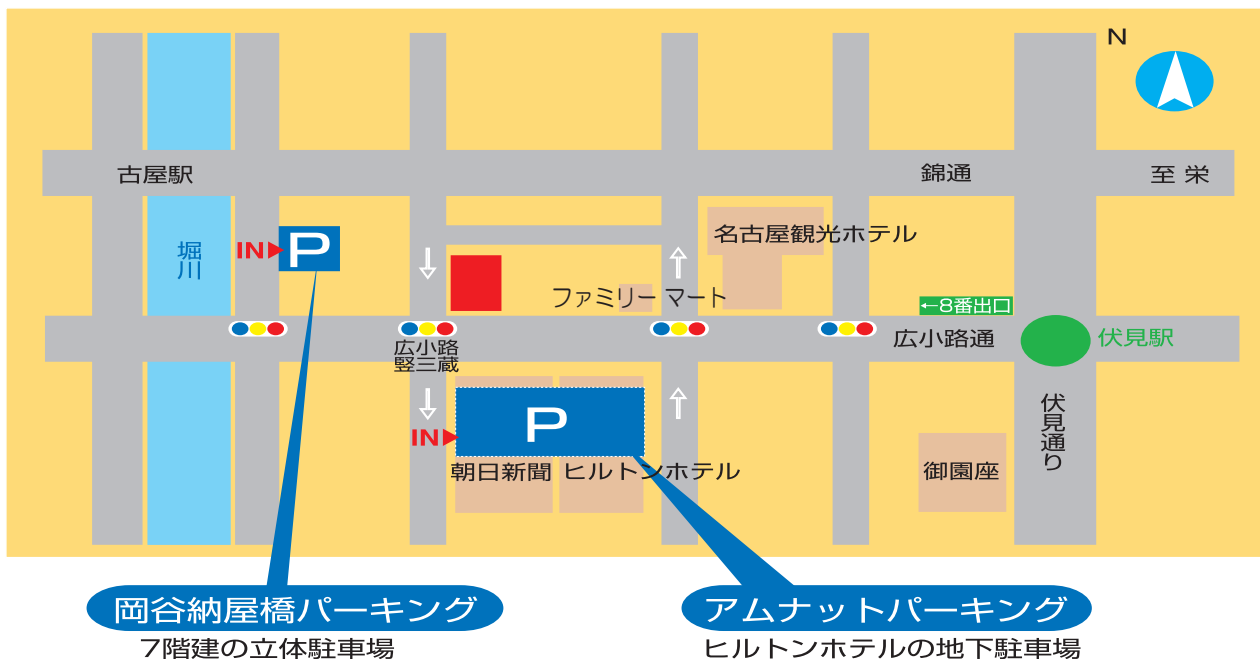 N
古屋駅
錦通
至 栄
堀川
IN
P
名古屋観光ホテル
ファミリー マート
←8番出口
広小路
竪三蔵
広小路通
伏見駅
IN
P
伏見通り
朝日新聞
ヒルトンホテル
御園座
岡谷納屋橋パーキング
7階建の立体駐車場
アムナットパーキング
ヒルトンホテルの地下駐車場